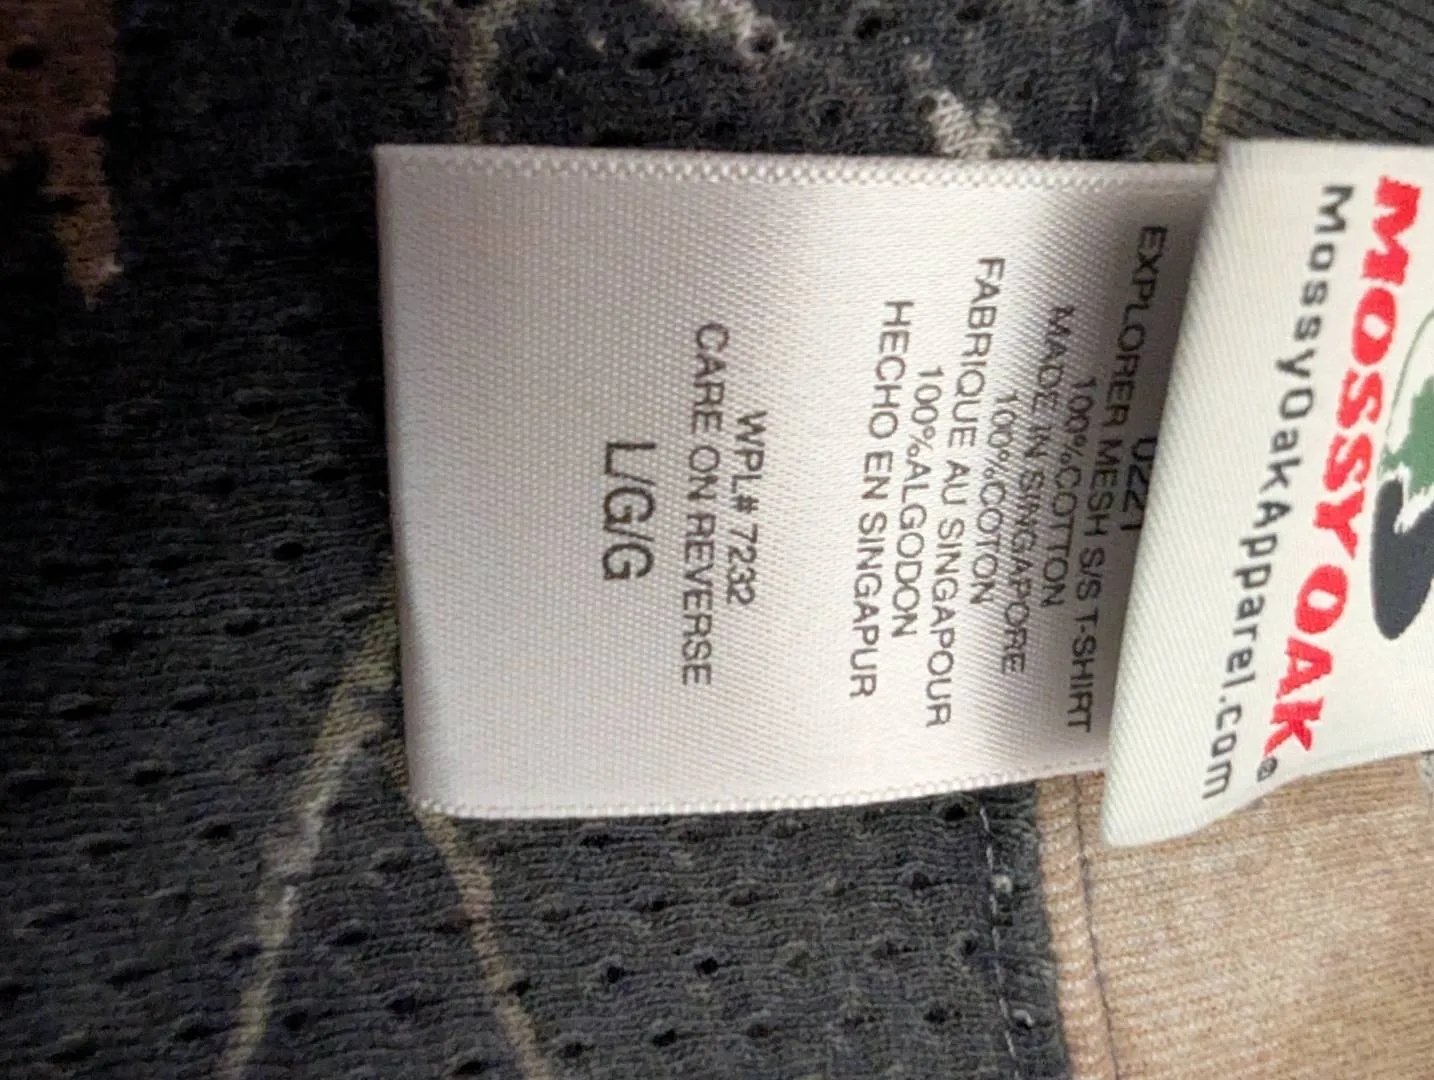 MOSSY OAK®
MossyOakApparel.com
0221
EXPLORER MESH S/S T-SHIRT
100%COTTON
MADE IN SINGAPORE
100%COTON
FABRIQUE AU SINGAPOUR
100%ALGODON
HECHO EN SINGAPUR
WPL# 7232
CARE ON REVERSE
L/G/G